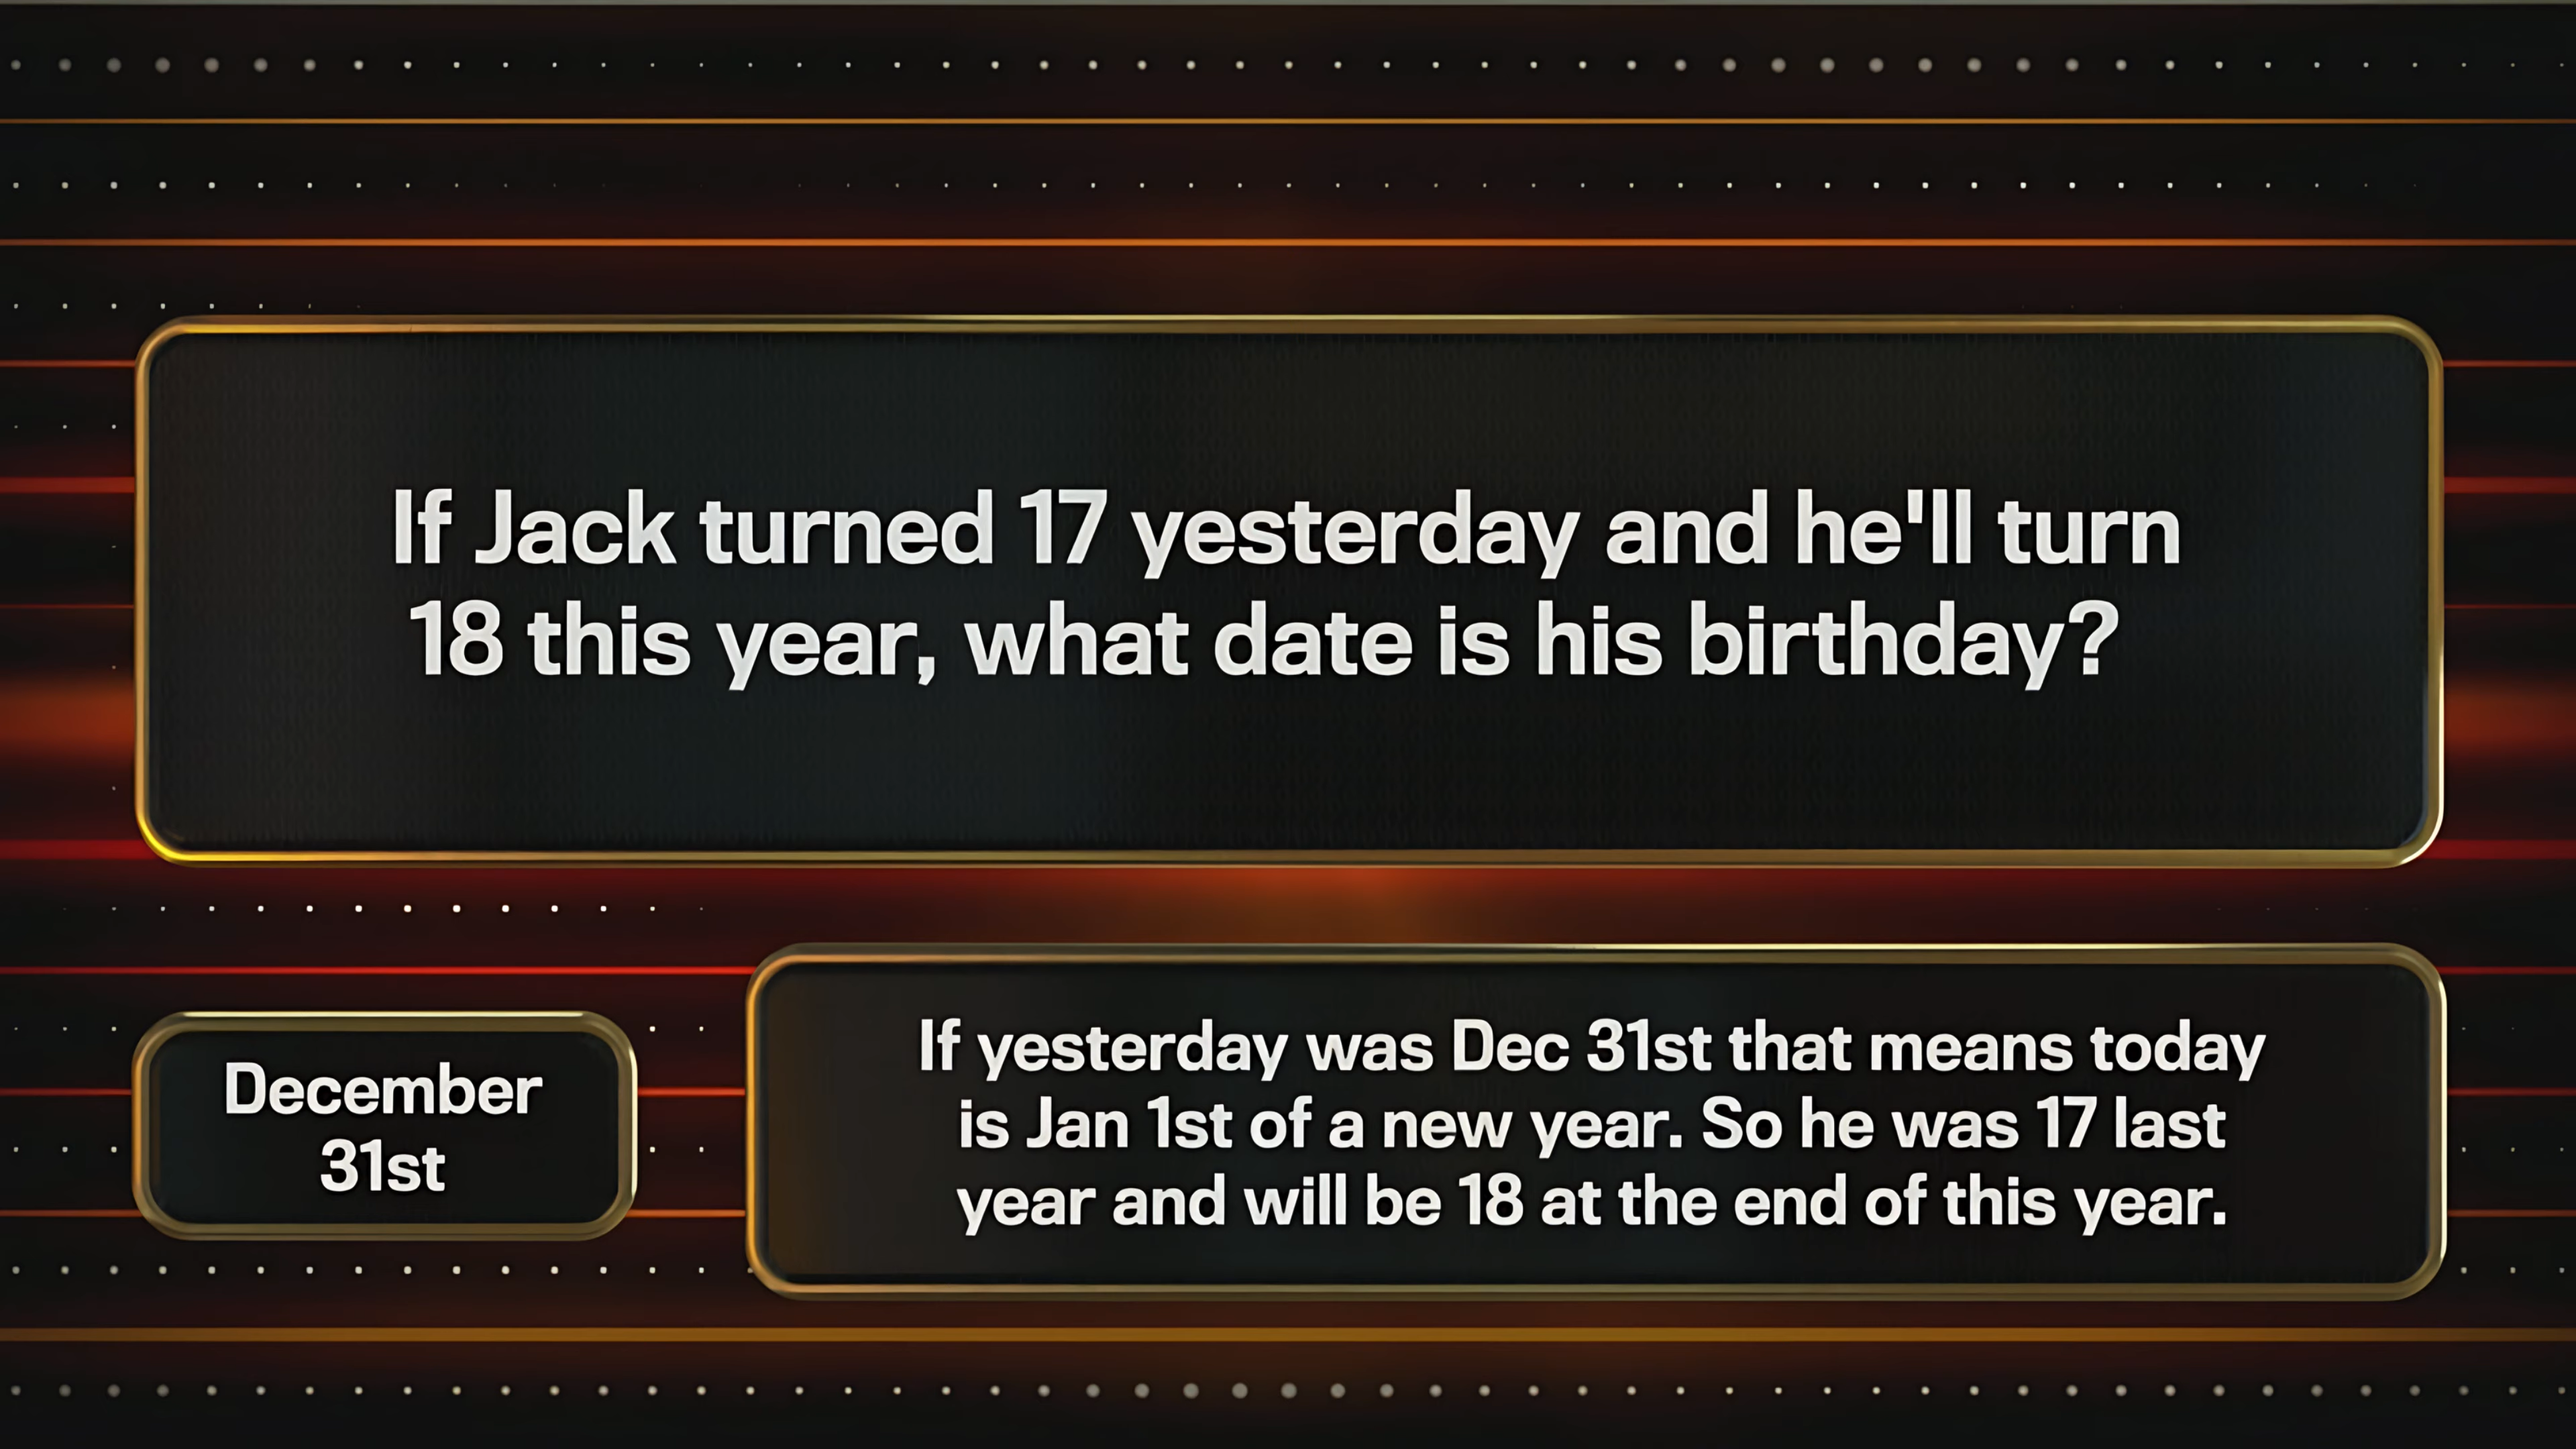 If Jack turned 17 yesterday and he'll turn
18 this year, what date is his birthday?
December
31st
If yesterday was Dec 31st that means today
is Jan 1st of a new year. So he was 17 last
year and will be 18 at the end of this year.